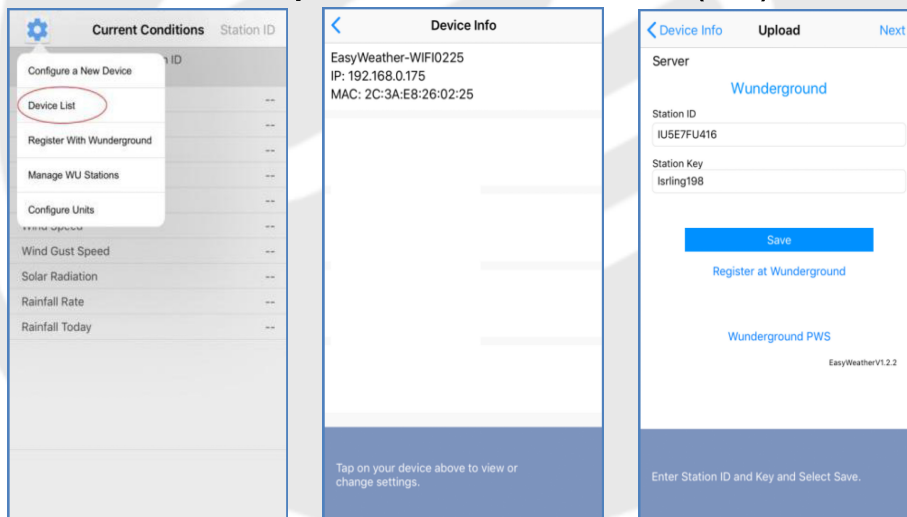 Current Conditions
Station ID
ID
Configure a New Device
Device List
--
--
Register With Wunderground
--
Manage WU Stations
--
Configure Units
--
Wind Speed
--
Wind Gust Speed
--
Solar Radiation
--
Rainfall Rate
--
Rainfall Today
--
Device Info
EasyWeather-WIFI0225
IP: 192.168.0.175
MAC: 2C:3A:E8:26:02:25
Tap on your device above to view or
change settings.
Device Info
Upload
Next
Server
Wunderground
Station ID
IU5E7FU416
Station Key
lsrling198
Save
Register at Wunderground
Wunderground PWS
EasyWeatherV1.2.2
Enter Station ID and Key and Select Save.